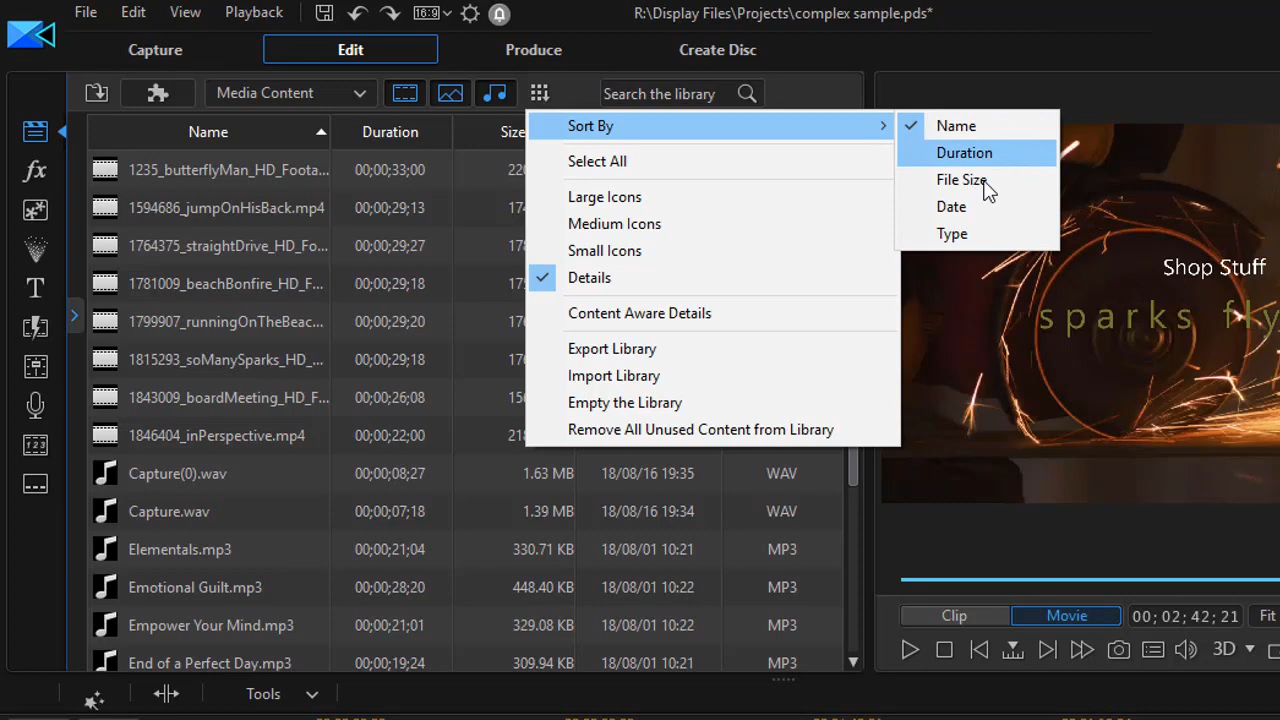 File Edit View Playback 16:9 R:\Display Files\Projects\complex sample.pds*
Capture Edit Produce Create Disc
Media Content Search the library
Name Duration Size
1235_butterflyMan_HD_Foota... 00;00;33;00
1594686_jumpOnHisBack.mp4 00;00;29;13
1764375_straightDrive_HD_Fo... 00;00;29;27
1781009_beachBonfire_HD_F... 00;00;29;18
1799907_runningOnTheBeac... 00;00;29;20
1815293_soManySparks_HD_... 00;00;29;18
1843009_boardMeeting_HD_F... 00;00;26;08
1846404_inPerspective.mp4 00;00;22;00
Capture(0).wav 00;00;08;27 1.63 MB 18/08/16 19:35 WAV
Capture.wav 00;00;07;18 1.39 MB 18/08/16 19:34 WAV
Elementals.mp3 00;00;21;04 330.71 KB 18/08/01 10:21 MP3
Emotional Guilt.mp3 00;00;28;20 448.40 KB 18/08/01 10:22 MP3
Empower Your Mind.mp3 00;00;21;01 329.08 KB 18/08/01 10:22 MP3
End of a Perfect Day.mp3 00;00;19;24 309.94 KB 18/08/01 10:21 MP3
Sort By
Select All
Large Icons
Medium Icons
Small Icons
Details
Content Aware Details
Export Library
Import Library
Empty the Library
Remove All Unused Content from Library
Name
Duration
File Size
Date
Type
Shop Stuff
sparks fly
Clip Movie 00; 02; 42; 21 Fit
3D
fx
T
1 2 3
Tools